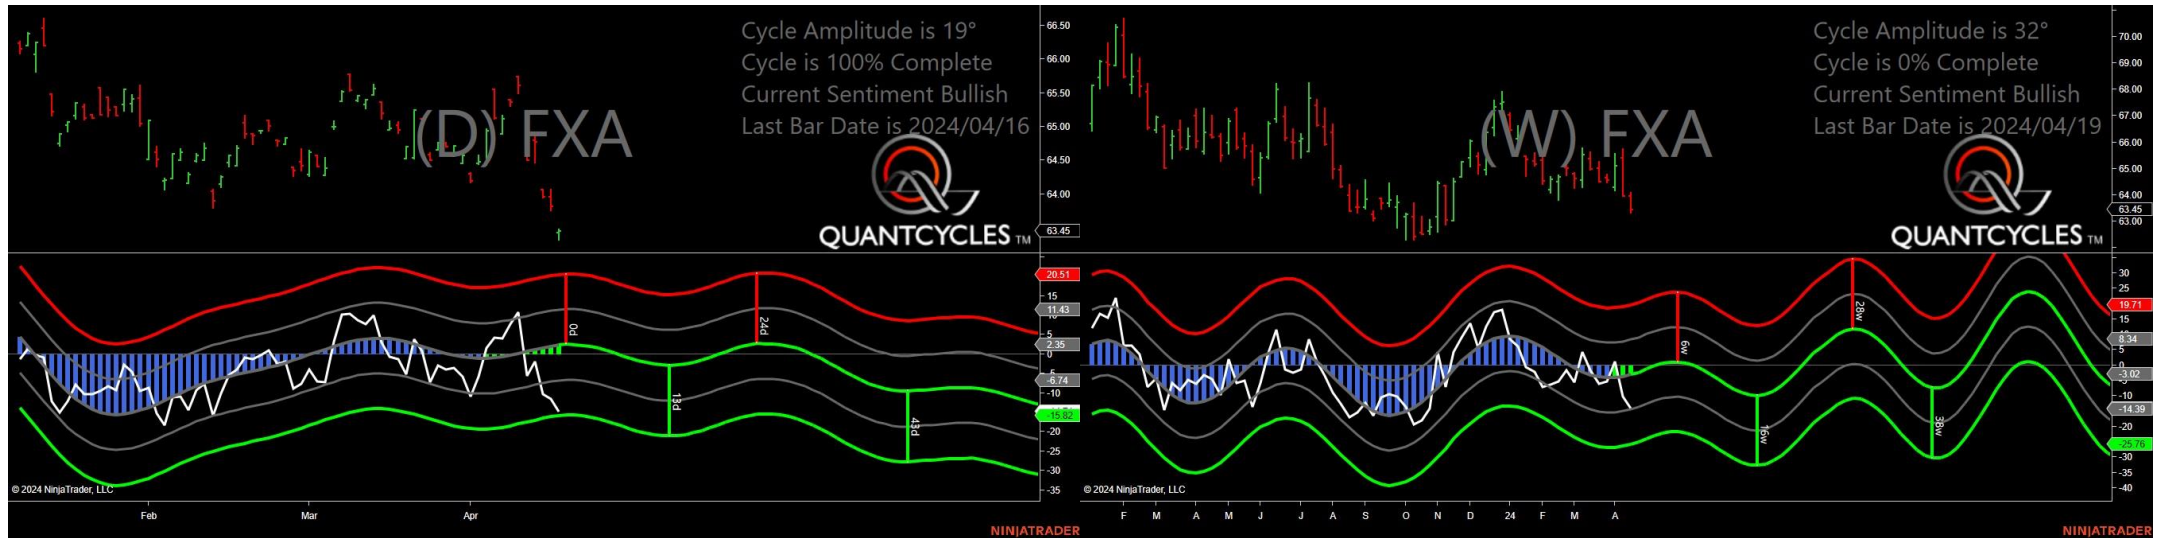 Cycle Amplitude is 19°
Cycle is 100% Complete
Current Sentiment Bullish
Last Bar Date is 2024/04/16
(D) FXA
QUANTCYCLES TM
66.50
66.00
65.50
65.00
64.50
64.00
63.45
20.51
15
11.43
5
2.35
0
-5
-6.74
-10
-15.82
-20
-25
-30
-35
0d
24d
13d
43d
© 2024 NinjaTrader, LLC
Feb
Mar
Apr
NINJATRADER
Cycle Amplitude is 32°
Cycle is 0% Complete
Current Sentiment Bullish
Last Bar Date is 2024/04/19
(W) FXA
QUANTCYCLES TM
70.00
69.00
68.00
67.00
66.00
65.00
64.00
63.45
63.00
30
19.71
15
8.34
5
0
-3.02
-10
-14.39
-25.76
-30
-35
-40
6w
28w
16w
38w
© 2024 NinjaTrader, LLC
F M A M J J A S O N D 24 F M A
NINJATRADER